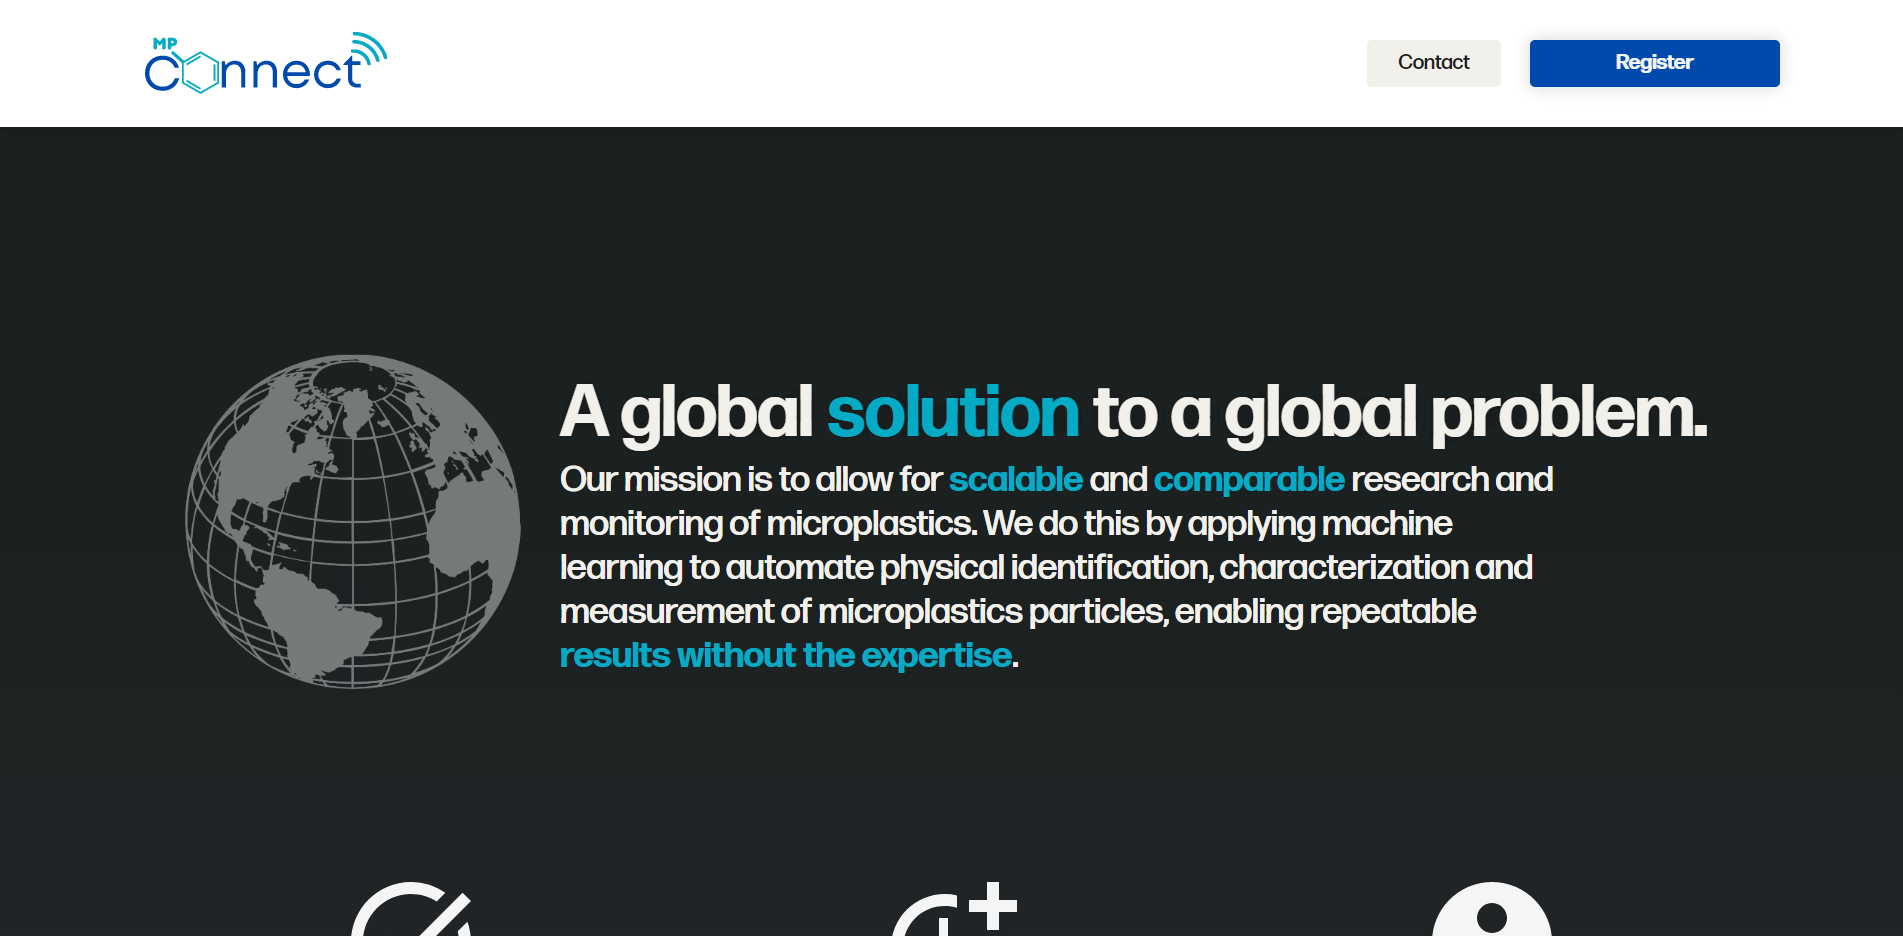 MP
Connect
Contact
Register
A global solution to a global problem.
Our mission is to allow for scalable and comparable research and
monitoring of microplastics. We do this by applying machine
learning to automate physical identification, characterization and
measurement of microplastics particles, enabling repeatable
results without the expertise.